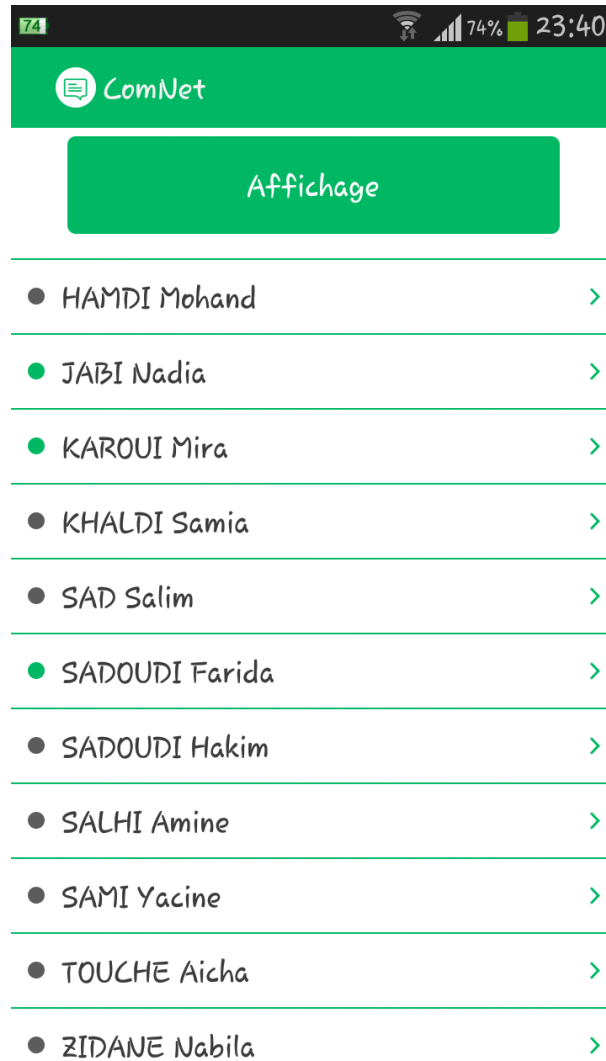 74 74% 23:40
ComNet
Affichage
HAMDI Mohand
JABI Nadia
KAROUI Mira
KHALDI Samia
SAD Salim
SADOUDI Farida
SADOUDI Hakim
SALHI Amine
SAMI Yacine
TOUCHE Aicha
ZIDANE Nabila